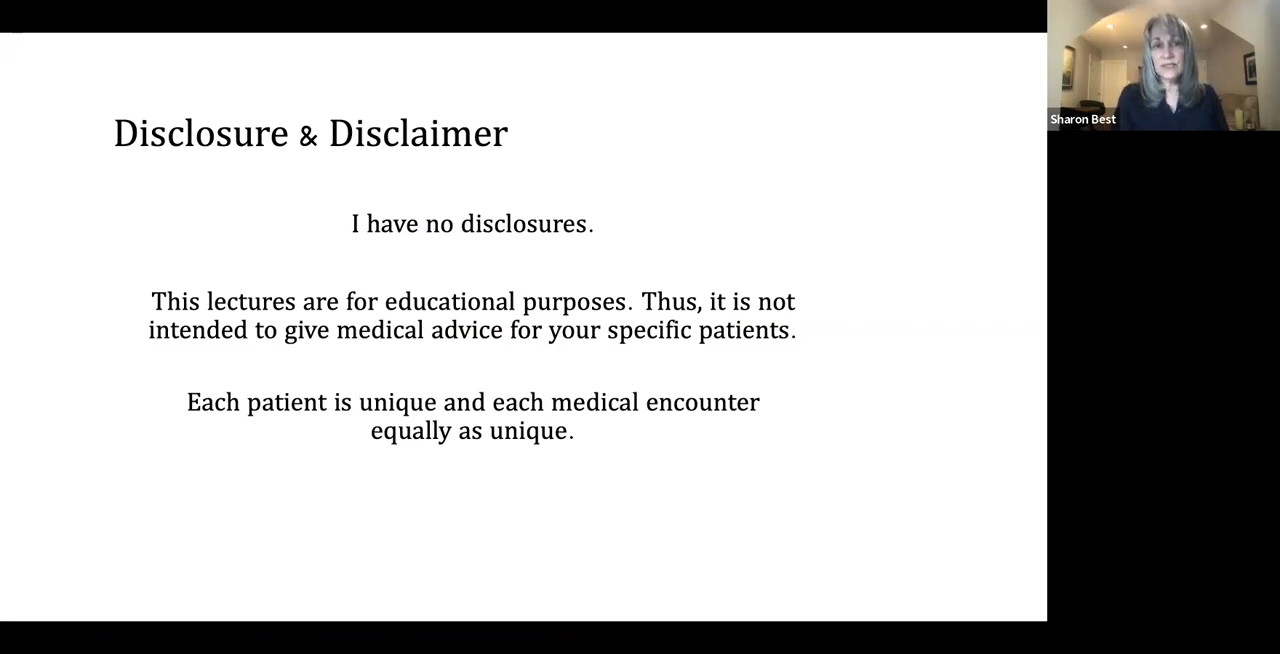 Disclosure & Disclaimer
I have no disclosures.
This lectures are for educational purposes. Thus, it is not
intended to give medical advice for your specific patients.
Each patient is unique and each medical encounter
equally as unique.
Sharon Best